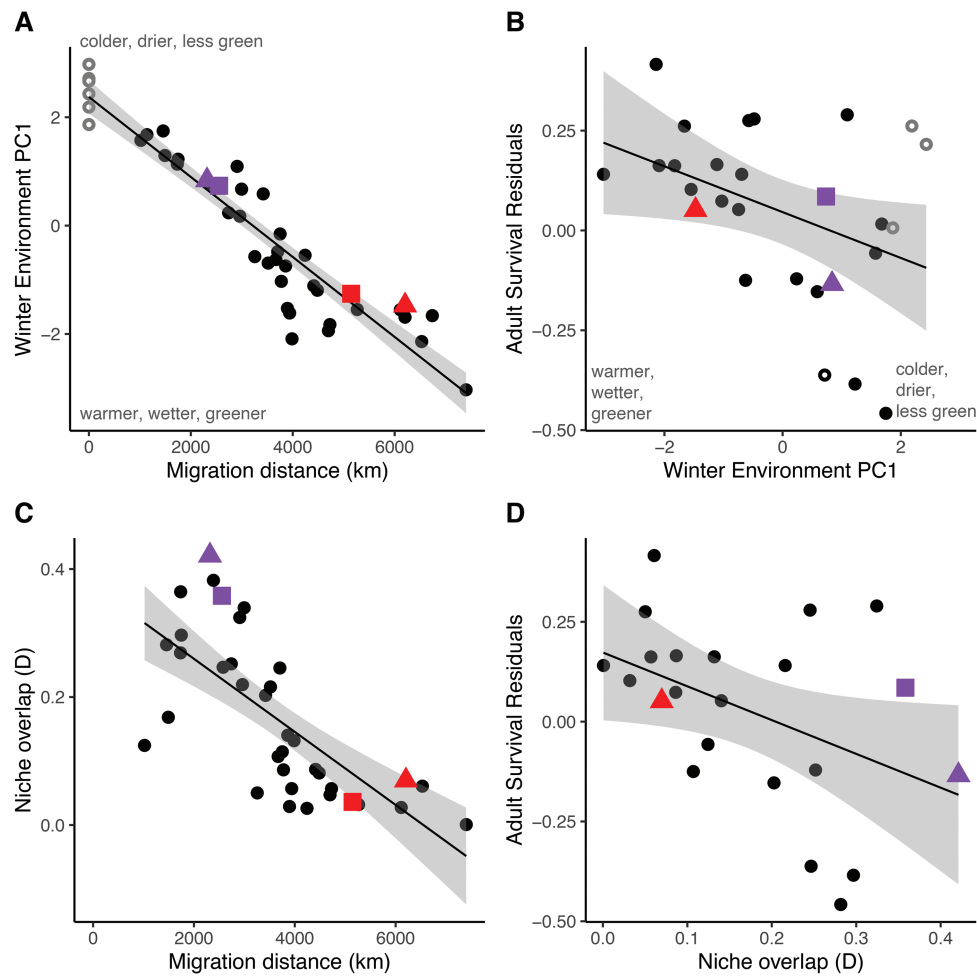 A
colder, drier, less green
Winter Environment PC1
2
0
−2
warmer, wetter, greener
0
2000
4000
6000
Migration distance (km)
B
Adult Survival Residuals
0.25
0.00
−0.25
−0.50
warmer,
wetter,
greener
colder,
drier,
less green
−2
0
2
Winter Environment PC1
C
Niche overlap (D)
0.4
0.2
0.0
0
2000
4000
6000
Migration distance (km)
D
Adult Survival Residuals
0.25
0.00
−0.25
−0.50
0.0
0.1
0.2
0.3
0.4
Niche overlap (D)